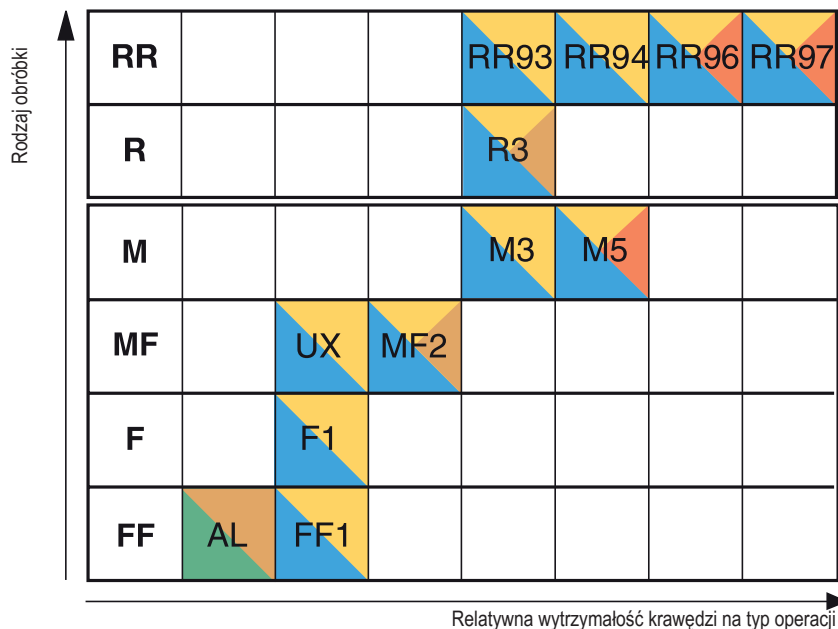 Rodzaj obróbki
RR RR93 RR94 RR96 RR97
R R3
M M3 M5
MF UX MF2
F F1
FF AL FF1
Relatywna wytrzymałość krawędzi na typ operacji